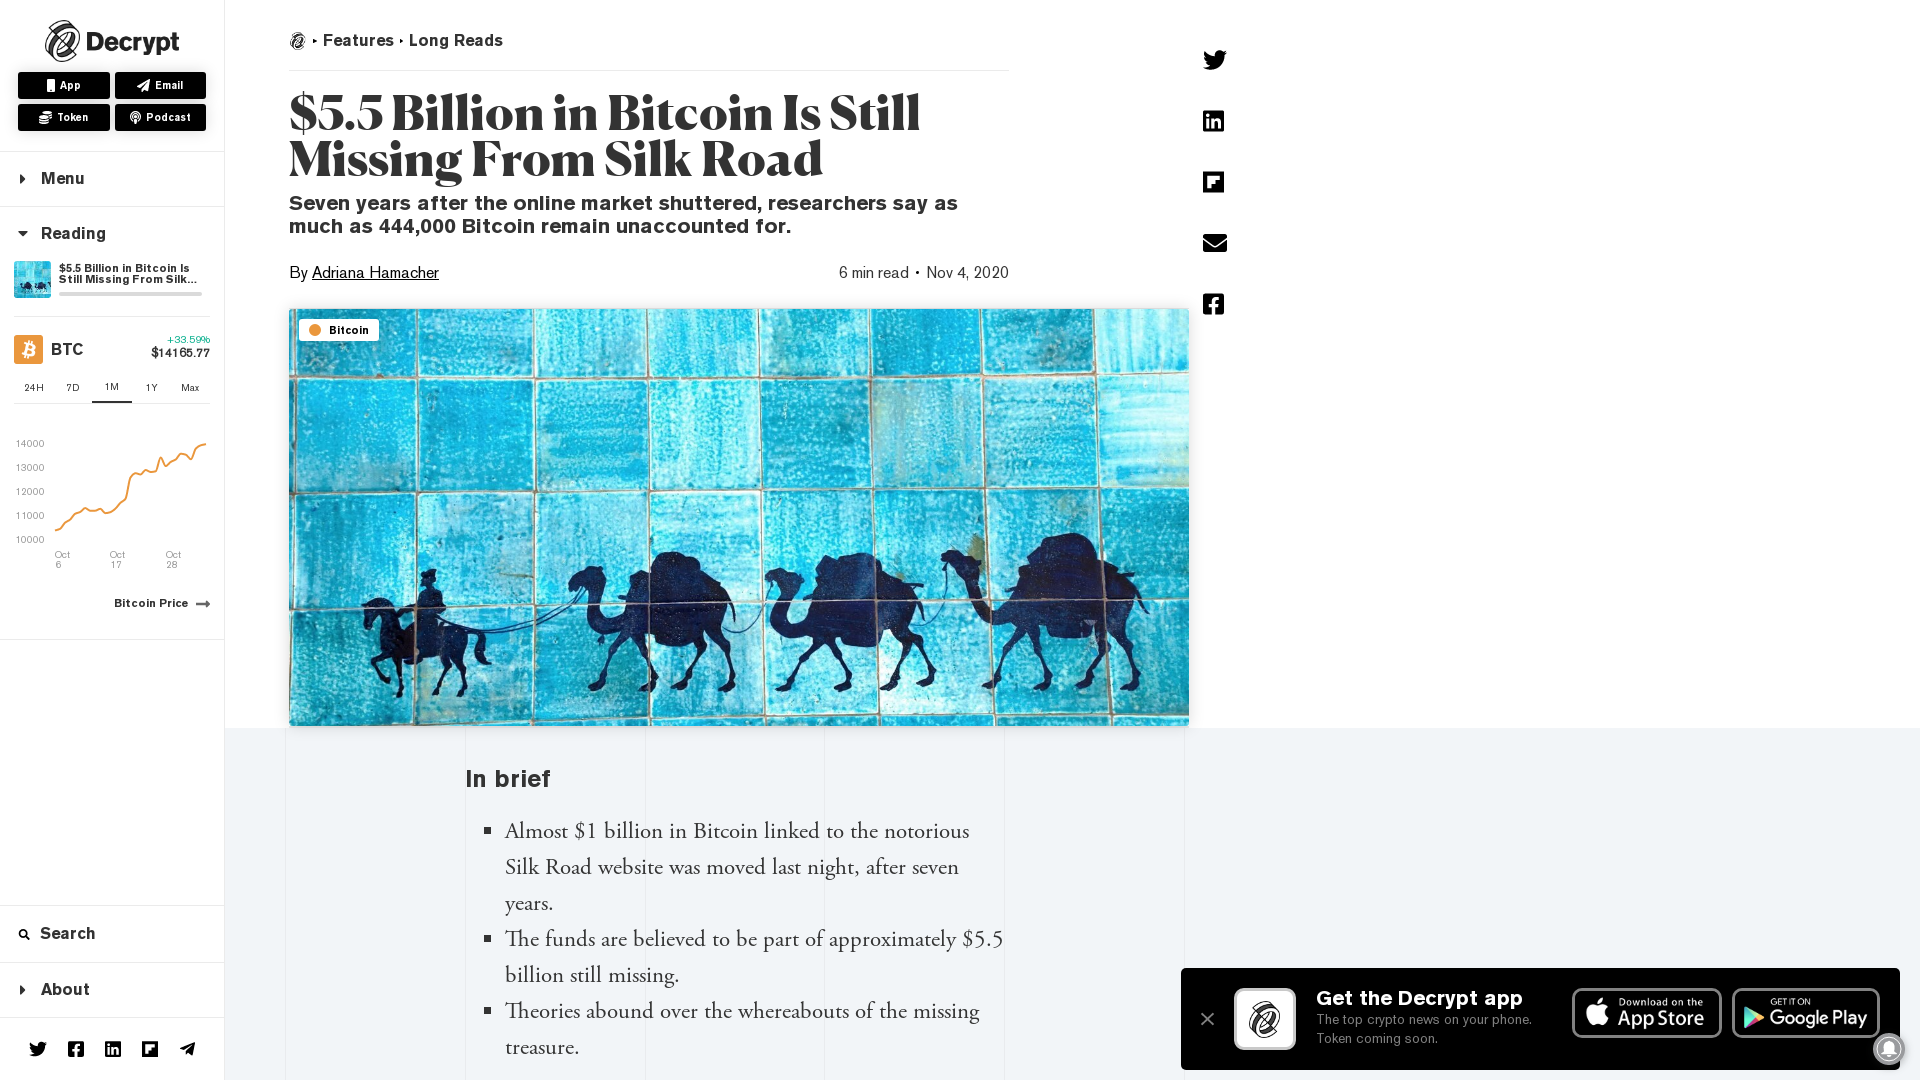 Decrypt
App
Email
Token
Podcast
Menu
Reading
$5.5 Billion in Bitcoin Is
Still Missing From Silk...
BTC
+33.59%
$14165.77
24H 7D 1M 1Y Max
14000
13000
12000
11000
10000
Oct 6
Oct 17
Oct 28
Bitcoin Price
Search
About
Features Long Reads
$5.5 Billion in Bitcoin Is Still
Missing From Silk Road
Seven years after the online market shuttered, researchers say as
much as 444,000 Bitcoin remain unaccounted for.
By Adriana Hamacher
6 min read • Nov 4, 2020
Bitcoin
In brief
Almost $1 billion in Bitcoin linked to the notorious
Silk Road website was moved last night, after seven
years.
The funds are believed to be part of approximately $5.5
billion still missing.
Theories abound over the whereabouts of the missing
treasure.
Get the Decrypt app
The top crypto news on your phone.
Token coming soon.
Download on the
App Store
GET IT ON
Google Play